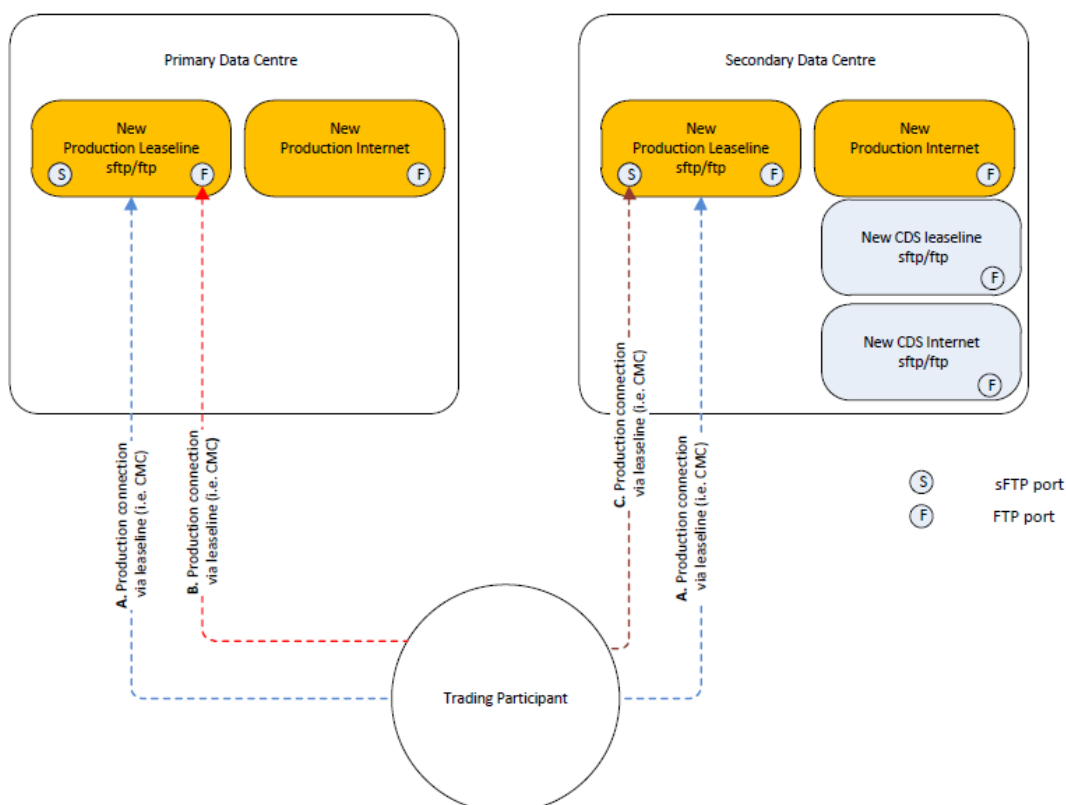 Primary Data Centre
New
Production Leaseline
sftp/ftp
S
F
New
Production Internet
F
Secondary Data Centre
New
Production Leaseline
sftp/ftp
S
F
New
Production Internet
F
New CDS leaseline
sftp/ftp
F
New CDS Internet
sftp/ftp
F
A. Production connection
via leaseline (i.e. CMC)
B. Production connection
via leaseline (i.e. CMC)
C. Production connection
via leaseline (i.e. CMC)
A. Production connection
via leaseline (i.e. CMC)
S sFTP port
F FTP port
Trading Participant